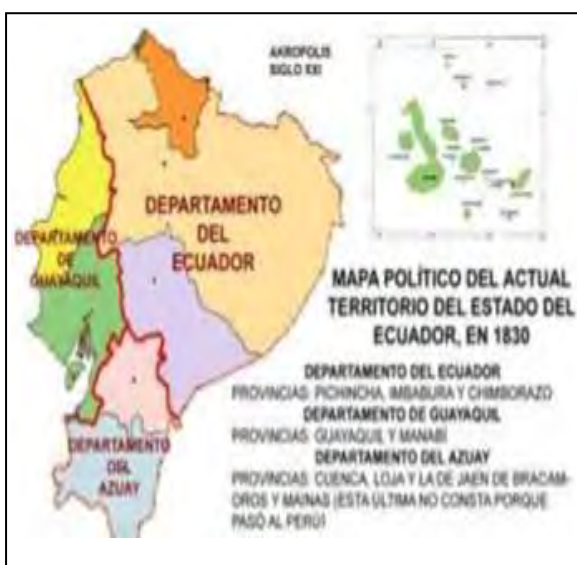 AKROPOLIS
SIGLO XXI
DEPARTAMENTO
DEL
ECUADOR
DEPARTAMENTO
DE
GUAYAQUIL
DEPARTAMENTO
DEL
AZUAY
MAPA POLÍTICO DEL ACTUAL
TERRITORIO DEL ESTADO DEL
ECUADOR, EN 1830
DEPARTAMENTO DEL ECUADOR
PROVINCIAS: PICHINCHA, IMBABURA Y CHIMBORAZO
DEPARTAMENTO DE GUAYAQUIL
PROVINCIAS: GUAYAQUIL Y MANABÍ
DEPARTAMENTO DEL AZUAY
PROVINCIAS: CUENCA, LOJA Y LA DE JAEN DE BRACAM-
OROS Y MAINAS (ESTA ÚLTIMA NO CONSTA PORQUE
PASÓ AL PERÚ)